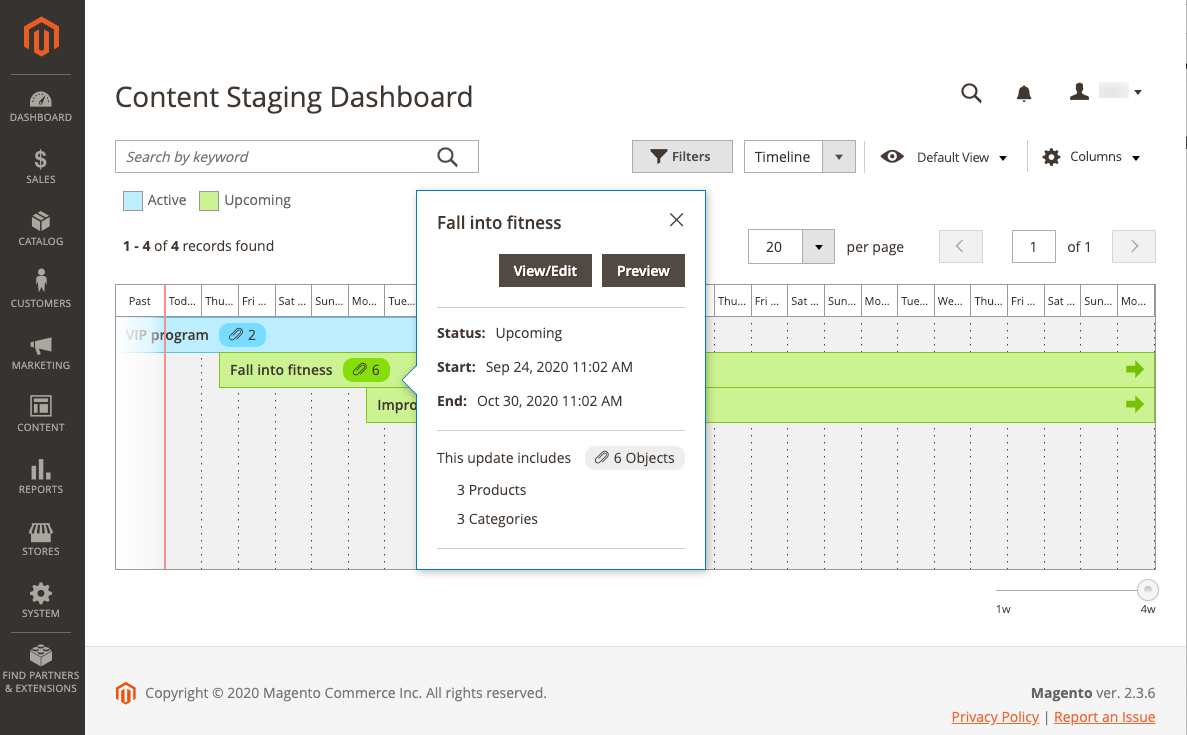 Content Staging Dashboard
DASHBOARD
SALES
CATALOG
CUSTOMERS
MARKETING
CONTENT
REPORTS
STORES
SYSTEM
FIND PARTNERS
& EXTENSIONS
Search by keyword
Filters
Timeline
Default View
Columns
Active
Upcoming
1 - 4 of 4 records found
20
per page
1
of 1
Past Tod... Thu... Fri ... Sat ... Sun... Mo... Tue... Thu... Fri ... Sat ... Sun... Mo... Tue... We... Thu... Fri ... Sat ... Sun... Mo...
VIP program 2
Fall into fitness 6
Impro
Fall into fitness
View/Edit Preview
Status: Upcoming
Start: Sep 24, 2020 11:02 AM
End: Oct 30, 2020 11:02 AM
This update includes 6 Objects
3 Products
3 Categories
1w 4w
Copyright © 2020 Magento Commerce Inc. All rights reserved.
Magento ver. 2.3.6
Privacy Policy | Report an Issue